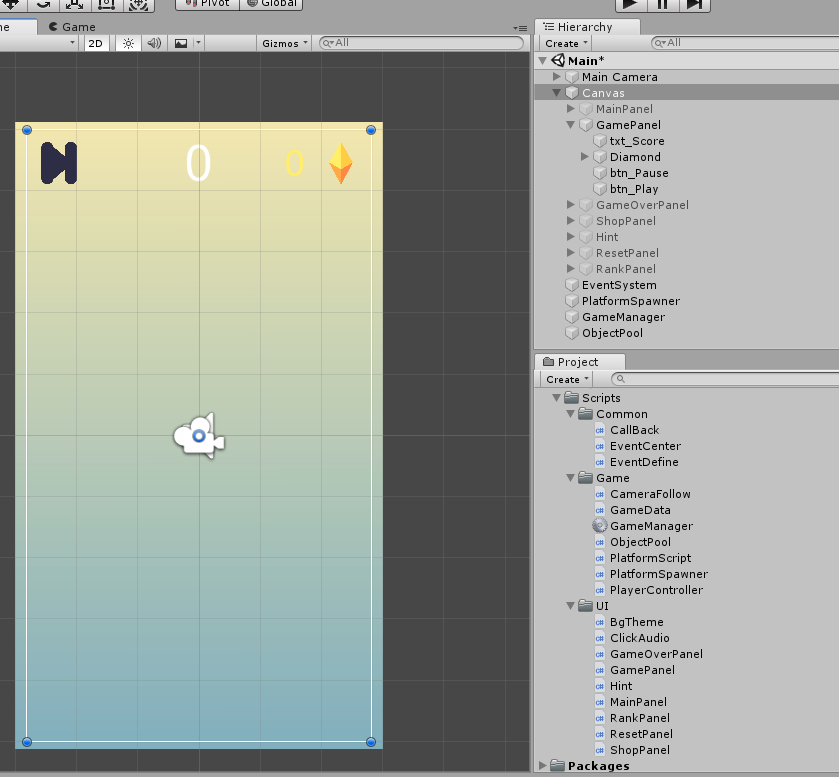 Pivot Global
ne Game
2D Gizmos All
0 0
Hierarchy
Create All
Main*
Main Camera
Canvas
MainPanel
GamePanel
txt_Score
Diamond
btn_Pause
btn_Play
GameOverPanel
ShopPanel
Hint
ResetPanel
RankPanel
EventSystem
PlatformSpawner
GameManager
ObjectPool
Project
Create
Scripts
Common
CallBack
EventCenter
EventDefine
Game
CameraFollow
GameData
GameManager
ObjectPool
PlatformScript
PlatformSpawner
PlayerController
UI
BgTheme
ClickAudio
GameOverPanel
GamePanel
Hint
MainPanel
RankPanel
ResetPanel
ShopPanel
Packages